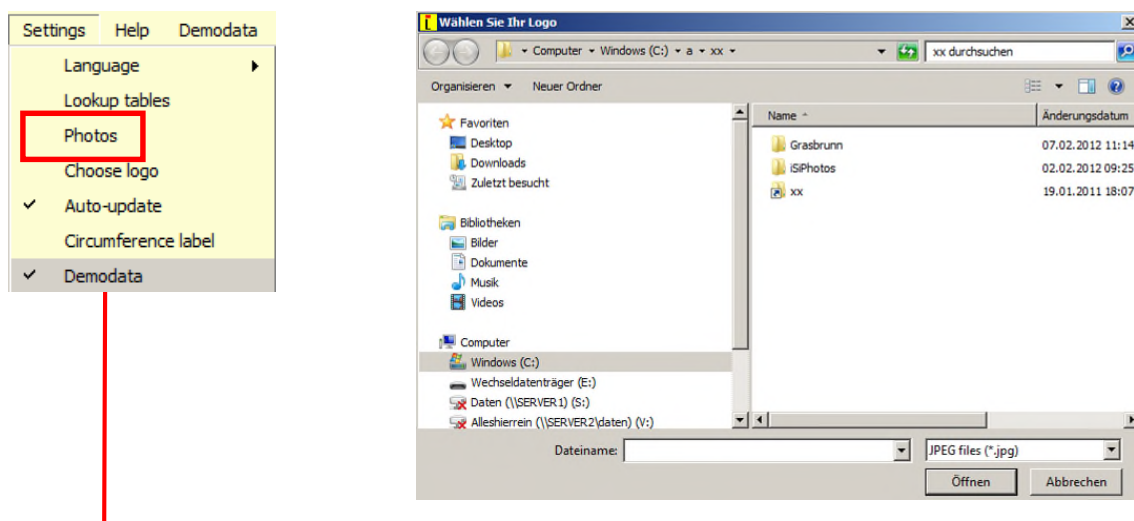 Settings Help Demodata
Language
Lookup tables
Photos
Choose logo
Auto-update
Circumference label
Demodata
Wählen Sie Ihr Logo
Computer Windows (C:) a xx
xx durchsuchen
Organisieren Neuer Ordner
Favoriten
Desktop
Downloads
Zuletzt besucht
Bibliotheken
Bilder
Dokumente
Musik
Videos
Computer
Windows (C:)
Wechseldatenträger (E:)
Daten (\\SERVER1) (S:)
Alleshierrein (\\SERVER2\daten) (V:)
Name Änderungsdatum
Grasbrunn 07.02.2012 11:14
iSiPhotos 02.02.2012 09:25
xx 19.01.2011 18:07
Dateiname: JPEG files (*.jpg)
Öffnen Abbrechen